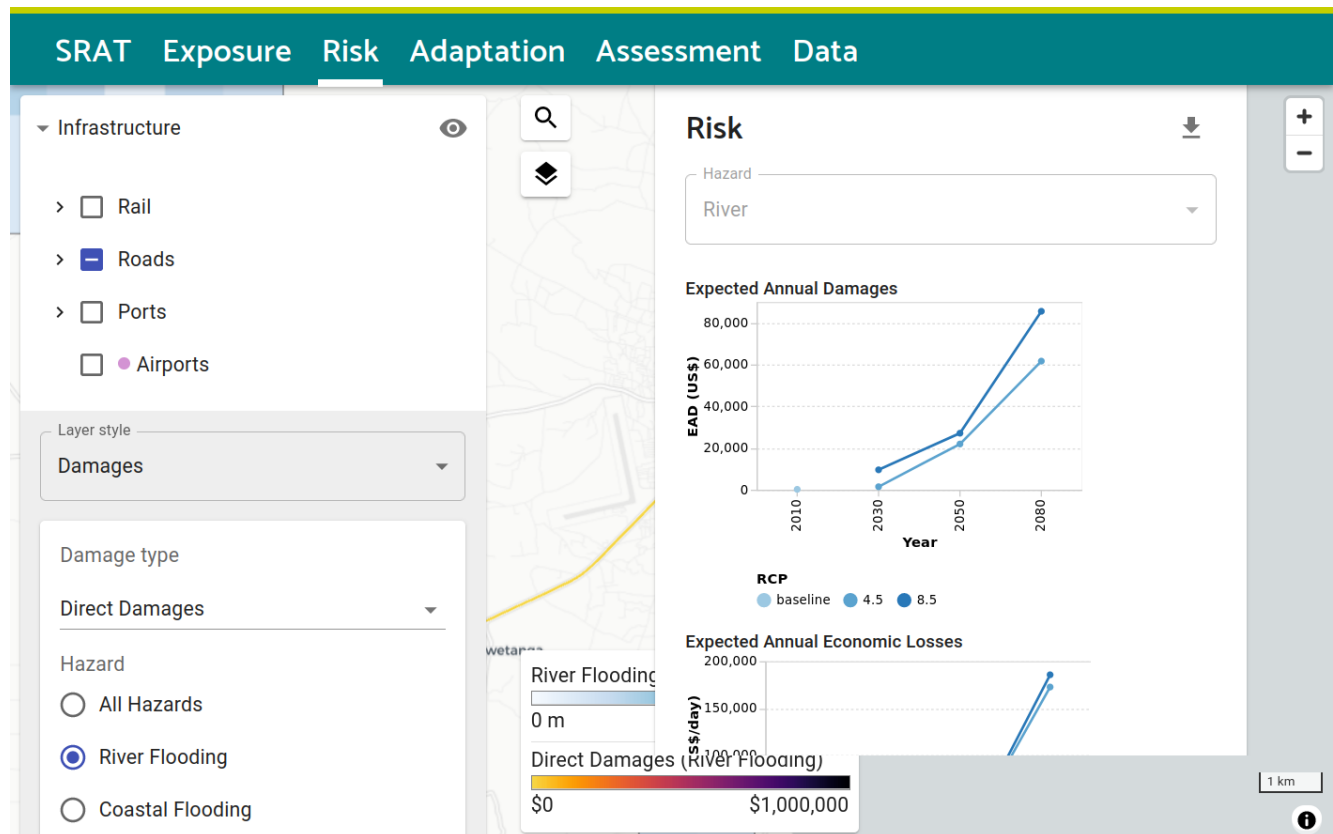 SRAT Exposure Risk Adaptation Assessment Data
Infrastructure
Rail
Roads
Ports
Airports
Layer style
Damages
Damage type
Direct Damages
Hazard
All Hazards
River Flooding
Coastal Flooding
River Flooding
0 m
Direct Damages (River Flooding)
$0 $1,000,000
Risk
Hazard
River
Expected Annual Damages
80,000
60,000
40,000
20,000
0
EAD (US$)
2010 2030 2050 2080
Year
RCP
baseline 4.5 8.5
Expected Annual Economic Losses
200,000
150,000
100,000
S$/day)
+
−
1 km